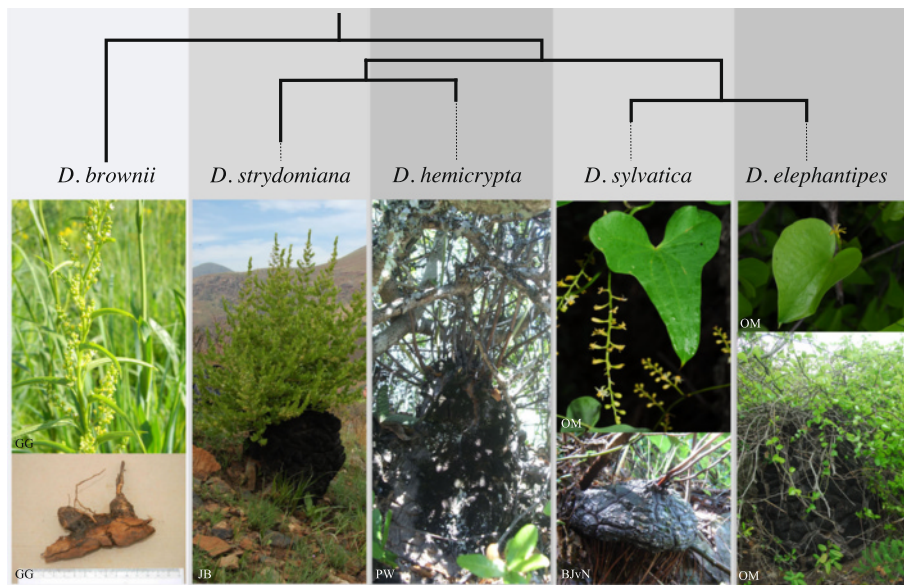 D. brownii
D. strydomiana
D. hemicrypta
D. sylvatica
D. elephantipes
GG
GG
JB
PW
OM
BJvN
OM
OM